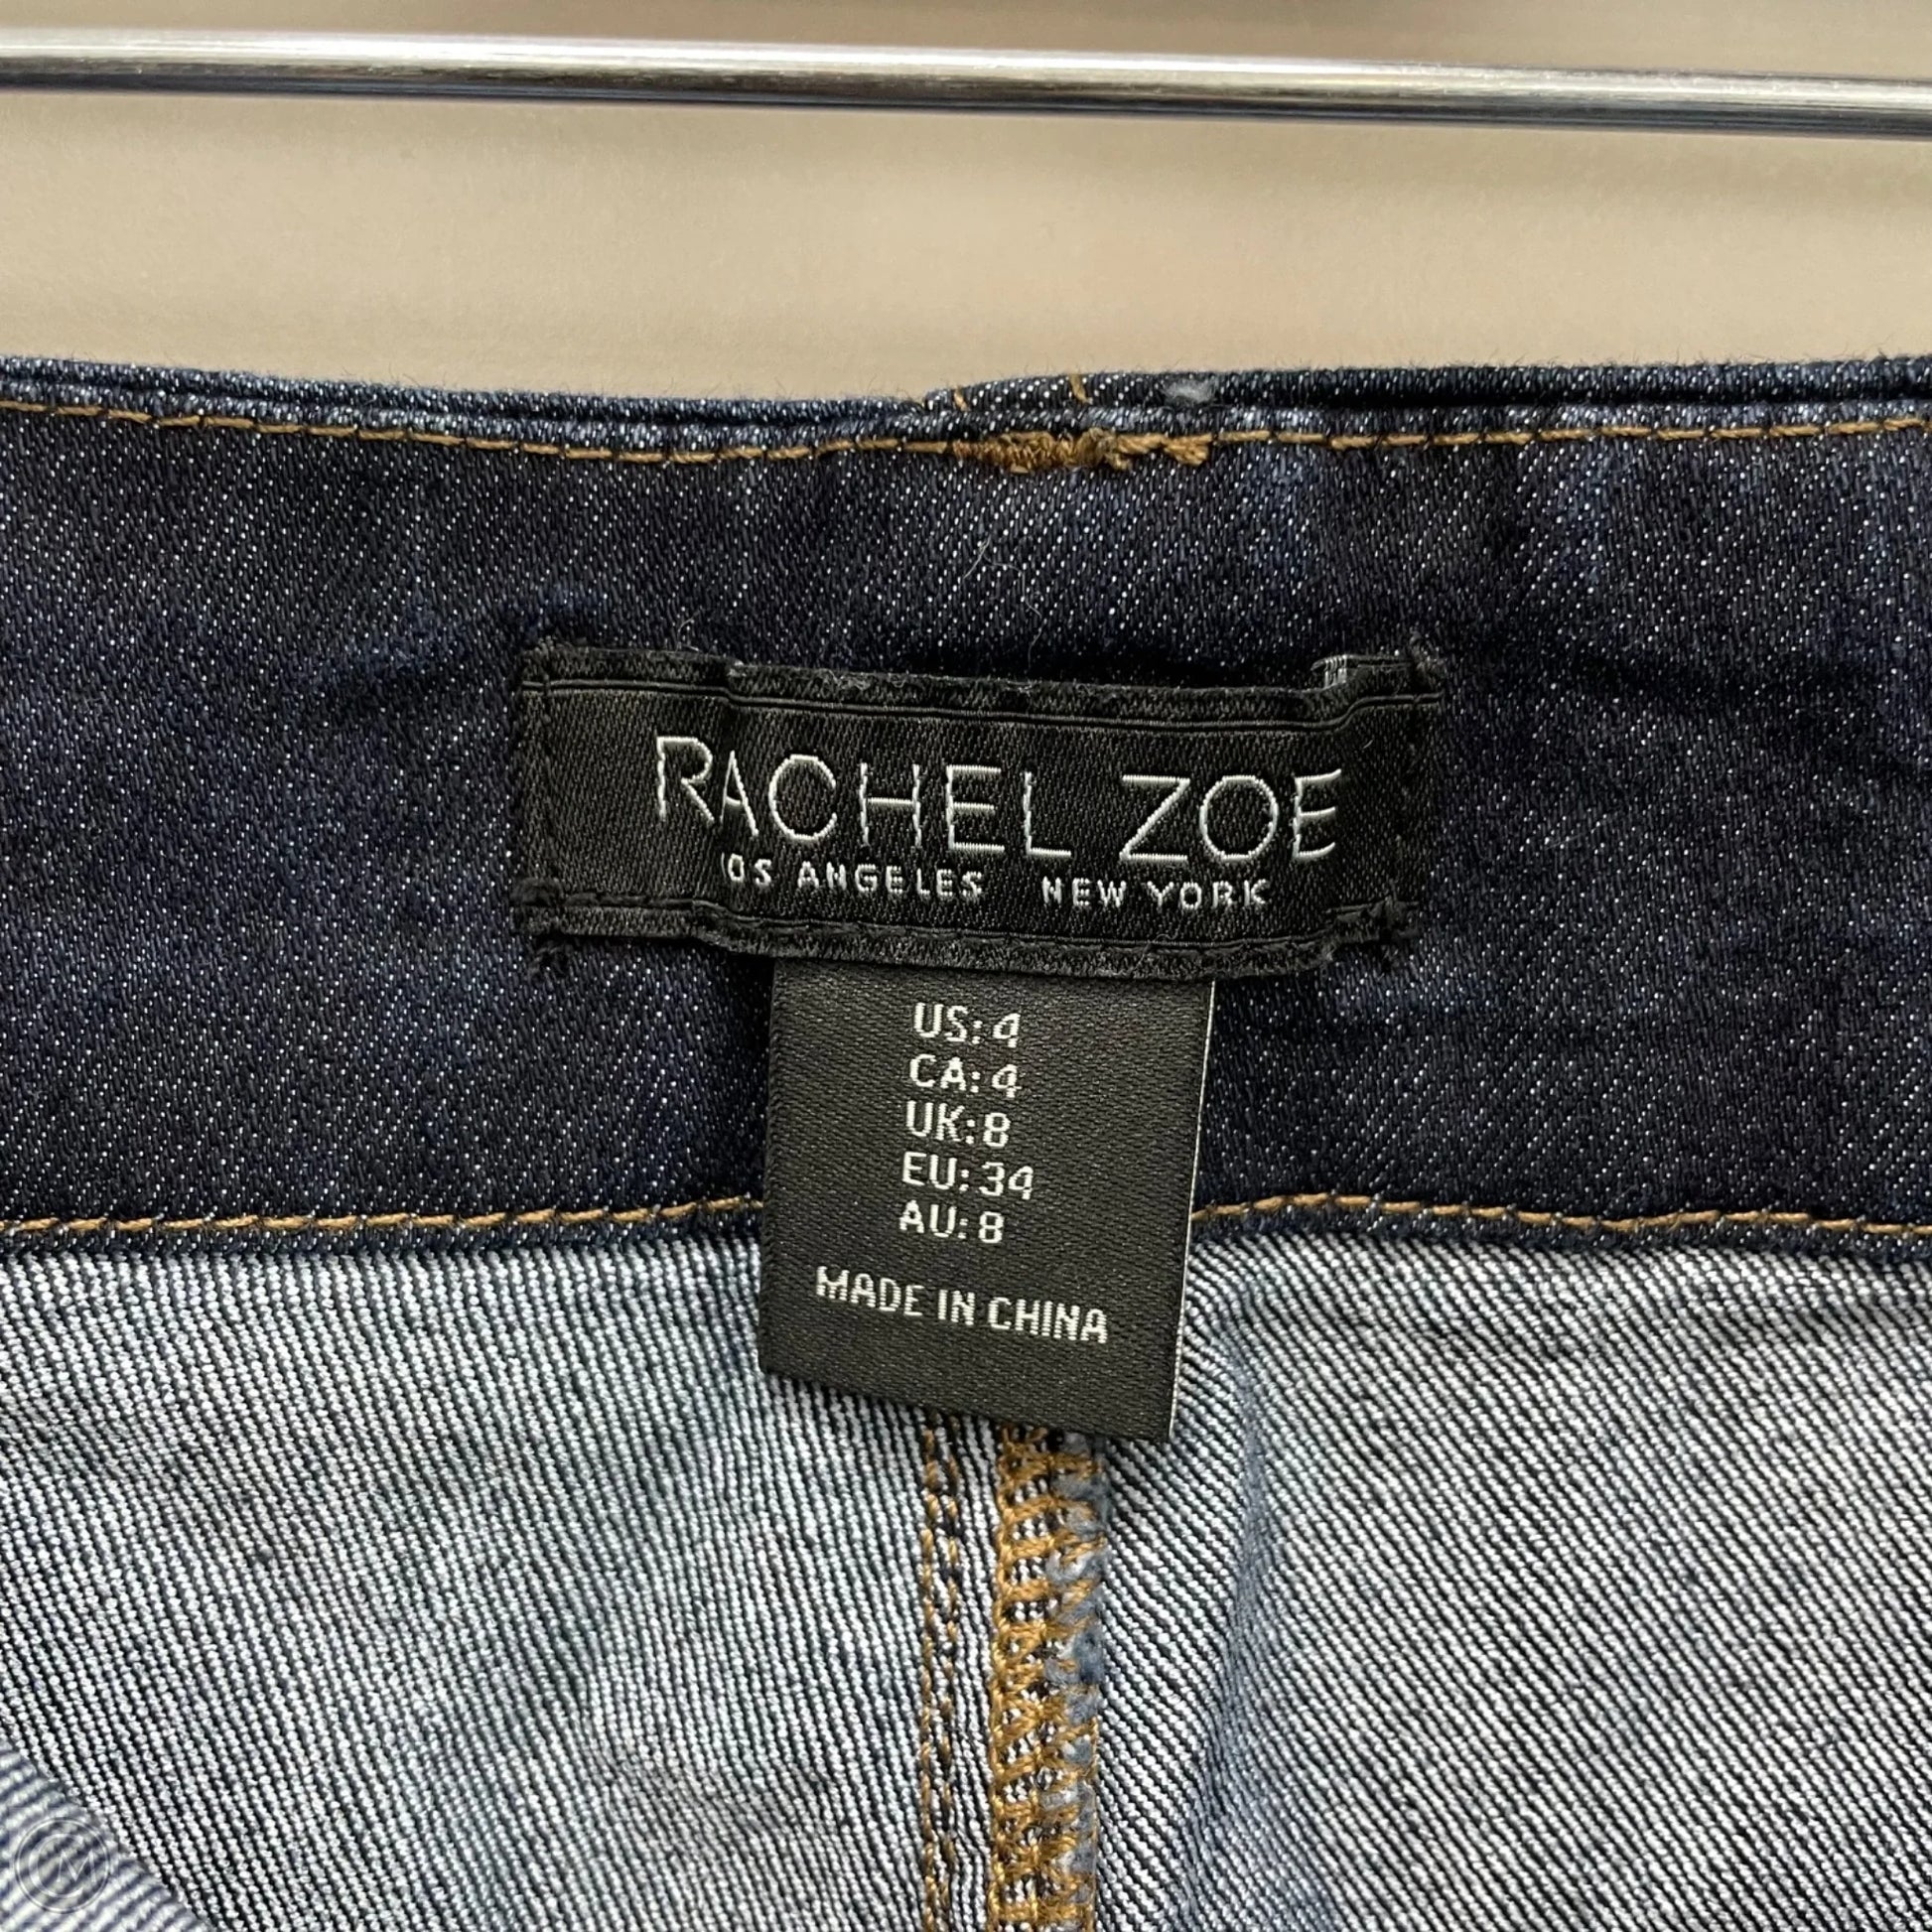 RACHEL ZOE
LOS ANGELES NEW YORK
US: 4
CA: 4
UK: 8
EU: 34
AU: 8
MADE IN CHINA